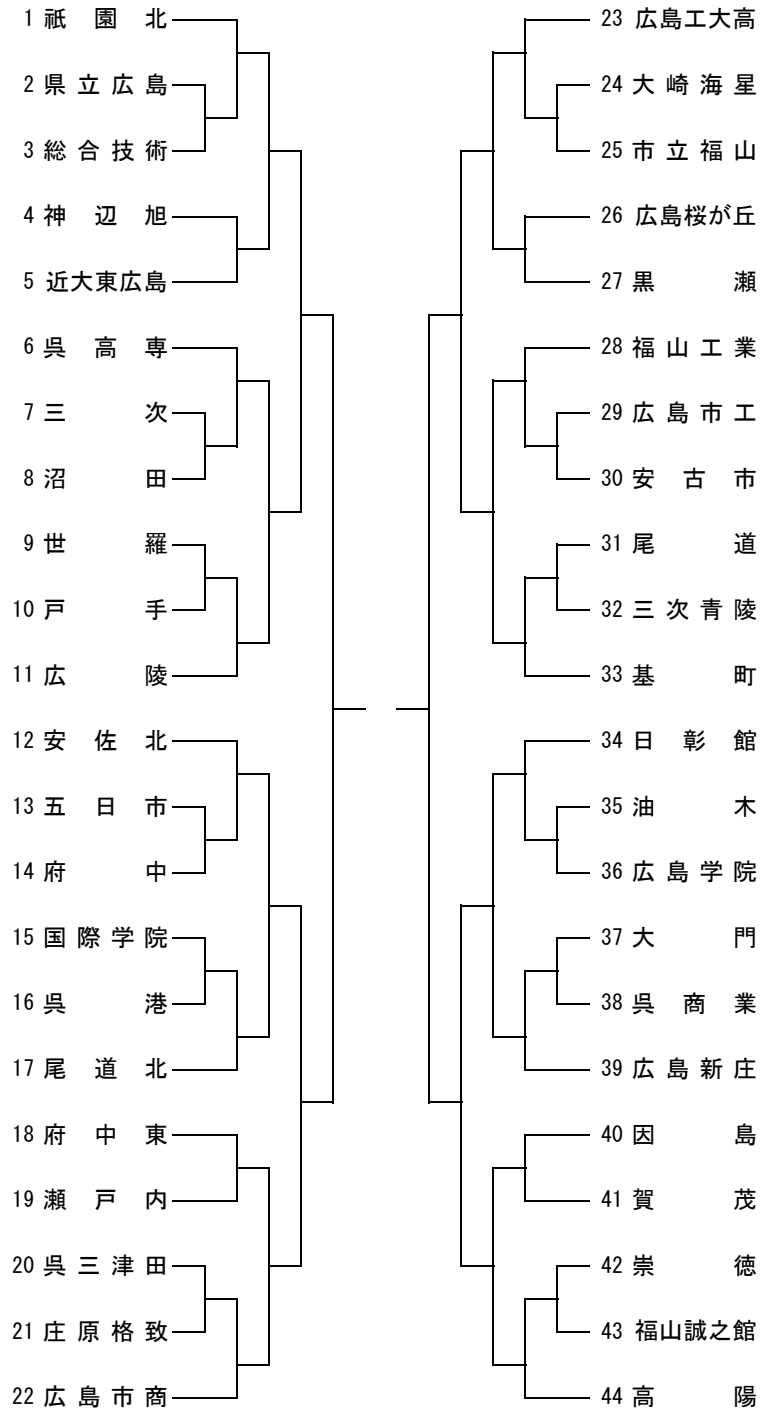 1 祇園北
2 県立広島
3 総合技術
4 神辺旭
5 近大東広島
6 呉高専
7 三次
8 沼田
9 世羅
10 戸手
11 広陵
12 安佐北
13 五日市
14 府中
15 国際学院
16 呉港
17 尾道北
18 府中東
19 瀬戸内
20 呉三津田
21 庄原格致
22 広島市商
23 広島工大高
24 大崎海星
25 市立福山
26 広島桜が丘
27 黒瀬
28 福山工業
29 広島市工
30 安古市
31 尾道
32 三次青陵
33 基町
34 日彰館
35 油木
36 広島学院
37 大門
38 呉商業
39 広島新庄
40 因島
41 賀茂
42 崇徳
43 福山誠之館
44 高陽